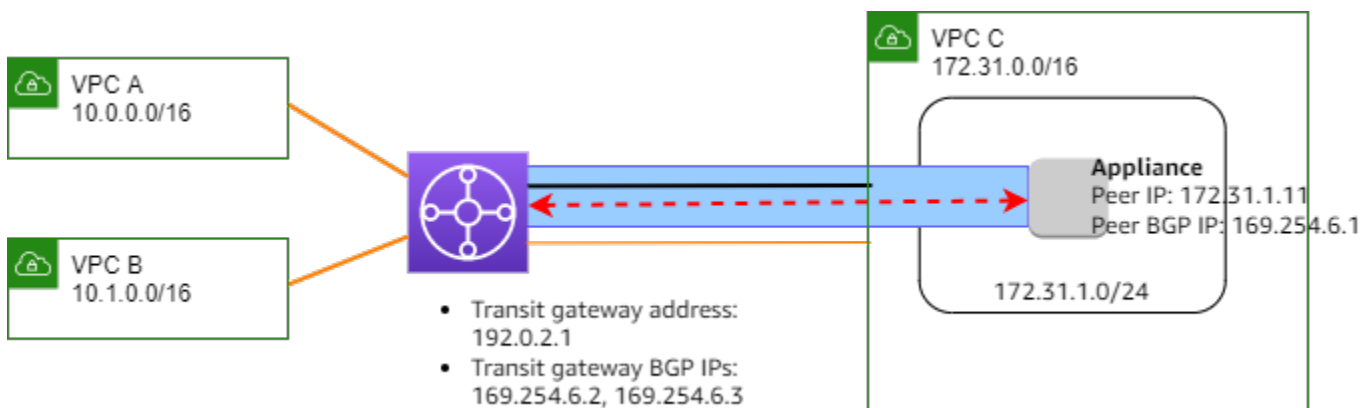 VPC A
10.0.0.0/16
VPC B
10.1.0.0/16
• Transit gateway address:
192.0.2.1
• Transit gateway BGP IPs:
169.254.6.2, 169.254.6.3
VPC C
172.31.0.0/16
Appliance
Peer IP: 172.31.1.11
Peer BGP IP: 169.254.6.1
172.31.1.0/24